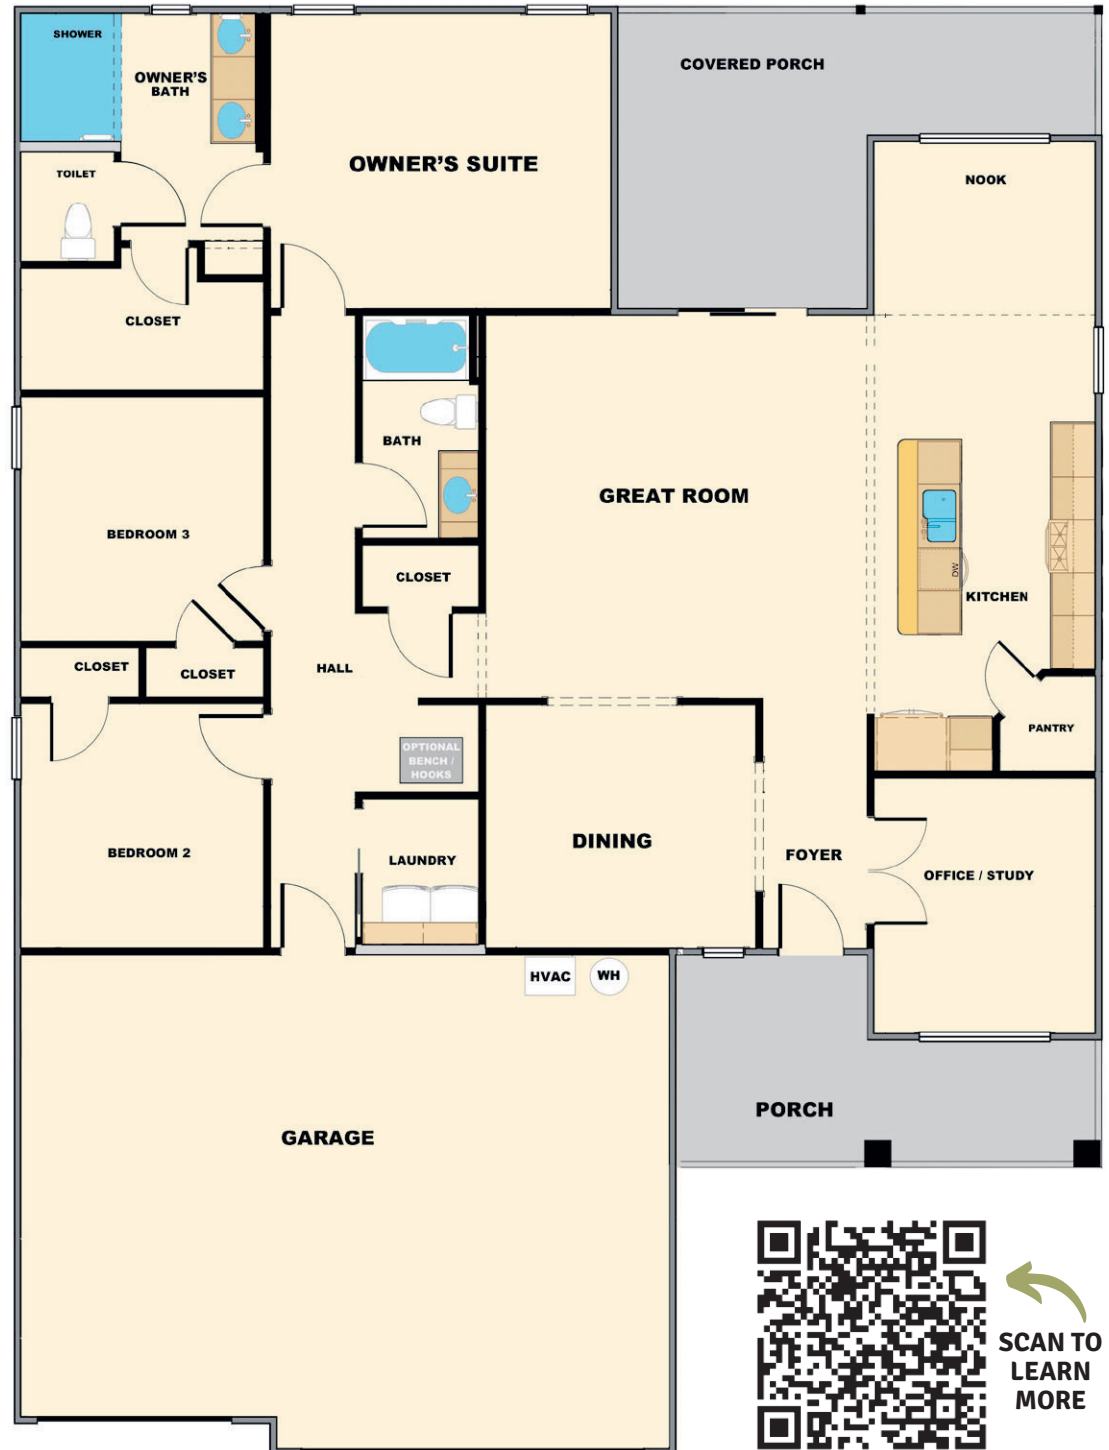 SHOWER
OWNER'S
BATH
COVERED PORCH
OWNER'S SUITE
TOILET
NOOK
CLOSET
BATH
GREAT ROOM
BEDROOM 3
CLOSET
DW
KITCHEN
CLOSET
CLOSET
HALL
PANTRY
OPTIONAL
BENCH /
HOOKS
DINING
BEDROOM 2
LAUNDRY
FOYER
OFFICE / STUDY
HVAC
WH
PORCH
GARAGE
SCAN TO
LEARN
MORE